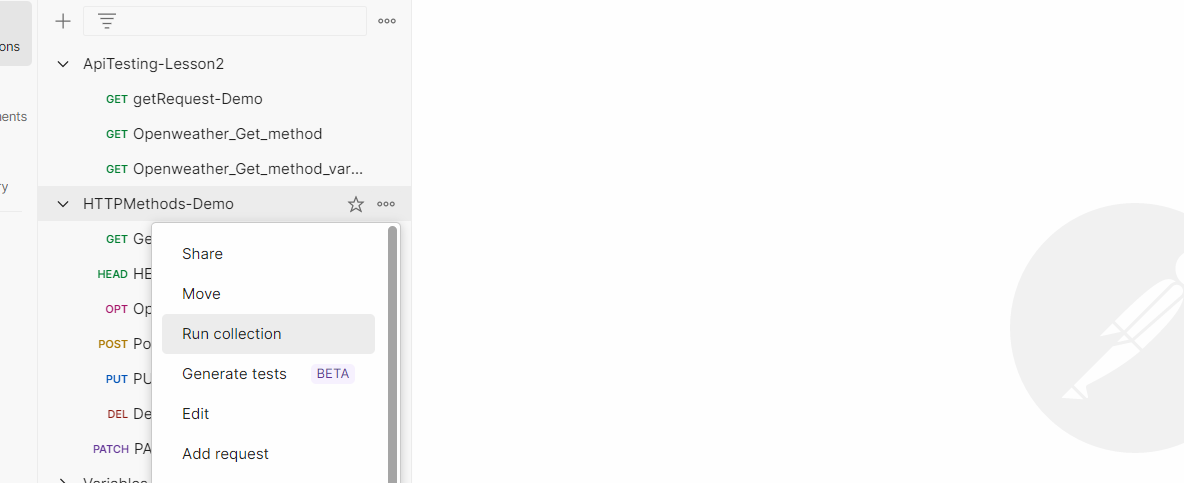 ons
ents
ry
ApiTesting-Lesson2
GET getRequest-Demo
GET Openweather_Get_method
GET Openweather_Get_method_var...
HTTPMethods-Demo
GET Ge
HEAD HE
OPT Op
POST Po
PUT PU
DEL De
PATCH PA
Variables
Share
Move
Run collection
Generate tests BETA
Edit
Add request